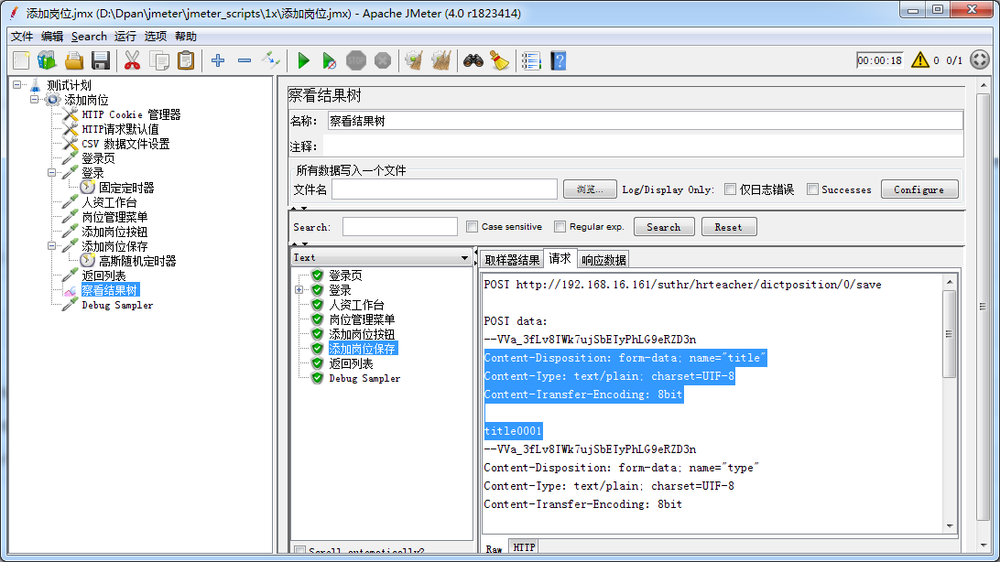 添加岗位.jmx (D:\Dpan\jmeter\jmeter_scripts\1x\添加岗位.jmx) - Apache JMeter (4.0 r1823414)
文件 编辑 Search 运行 选项 帮助
STOP 00:00:18 0 0/1
测试计划
添加岗位
HTTP Cookie 管理器
HTTP请求默认值
CSV 数据文件设置
登录页
登录
固定定时器
人资工作台
岗位管理菜单
添加岗位按钮
添加岗位保存
高斯随机定时器
返回列表
察看结果树
Debug Sampler
察看结果树
名称： 察看结果树
注释：
所有数据写入一个文件
文件名 浏览... Log/Display Only: 仅日志错误 Successes Configure
Search: Case sensitive Regular exp. Search Reset
Text
登录页
登录
人资工作台
岗位管理菜单
添加岗位按钮
添加岗位保存
返回列表
Debug Sampler
Scroll automatically?
取样器结果 请求 响应数据
POST http://192.168.16.161/suthr/hrteacher/dictposition/0/save
POST data:
--VVa_3fLv8IWk7ujSbEIyPhLG9eRZD3n
Content-Disposition: form-data; name="title"
Content-Type: text/plain; charset=UTF-8
Content-Transfer-Encoding: 8bit
title0001
--VVa_3fLv8IWk7ujSbEIyPhLG9eRZD3n
Content-Disposition: form-data; name="type"
Content-Type: text/plain; charset=UTF-8
Content-Transfer-Encoding: 8bit
Raw HTTP